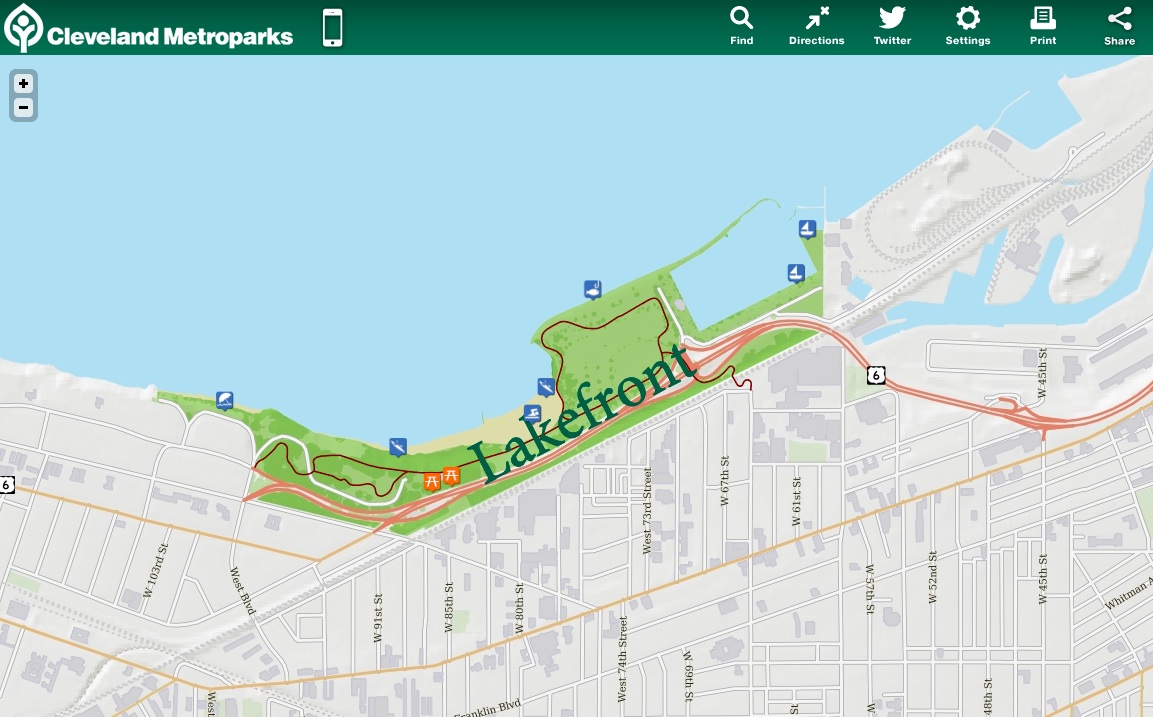 Cleveland Metroparks
Find
Directions
Twitter
Settings
Print
Share
+
−
Lakefront
6
6
W 45th St
W 67th St
West 73rd Street
W 61st St
W 103rd St
West Blvd
W 91st St
W 85th St
W 80th St
W 57th St
W 52nd St
W 45th St
Whitman A
West 74th Street
W 69th St
West
Franklin Blvd
St
W
48th St